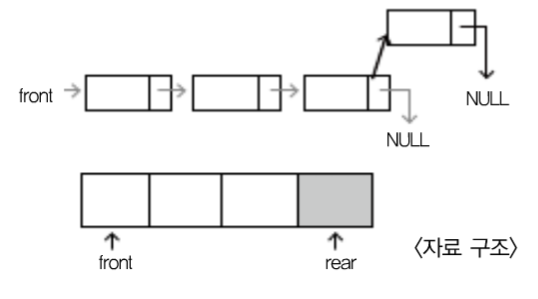 front
NULL
NULL
front
rear
〈자료 구조〉